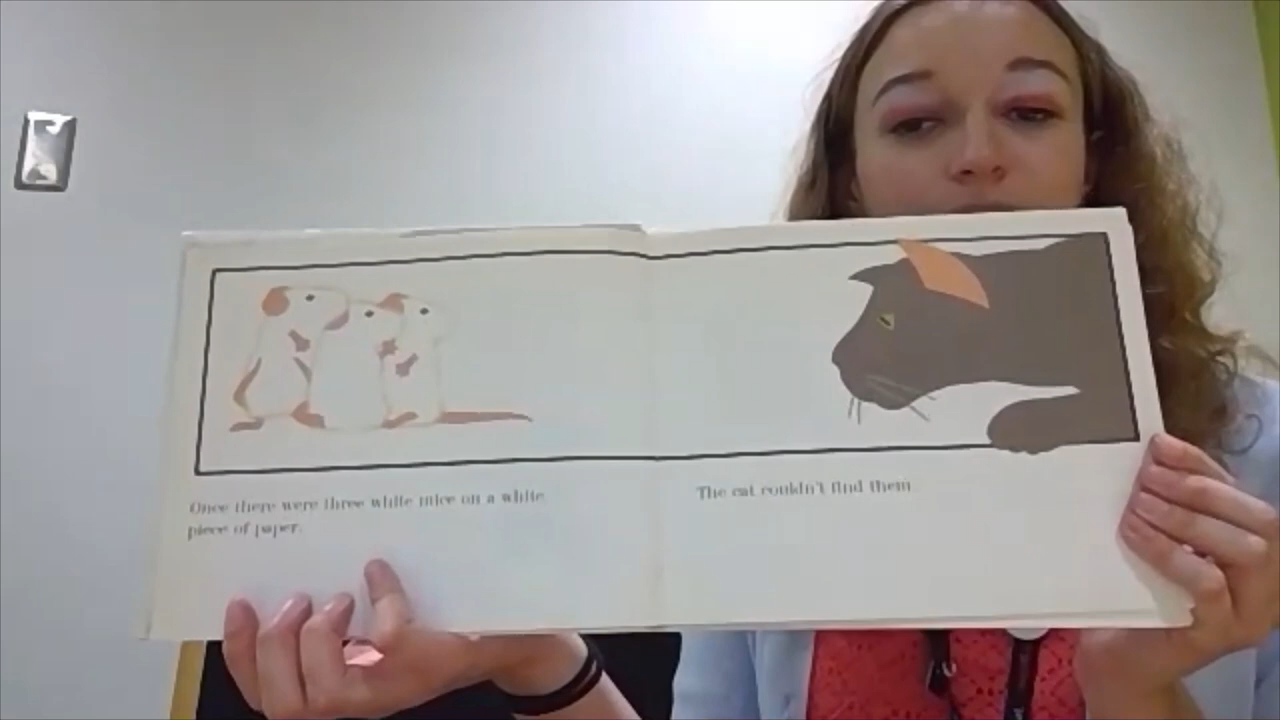 Once there were three white mice on a white
piece of paper.
The cat couldn't find them.